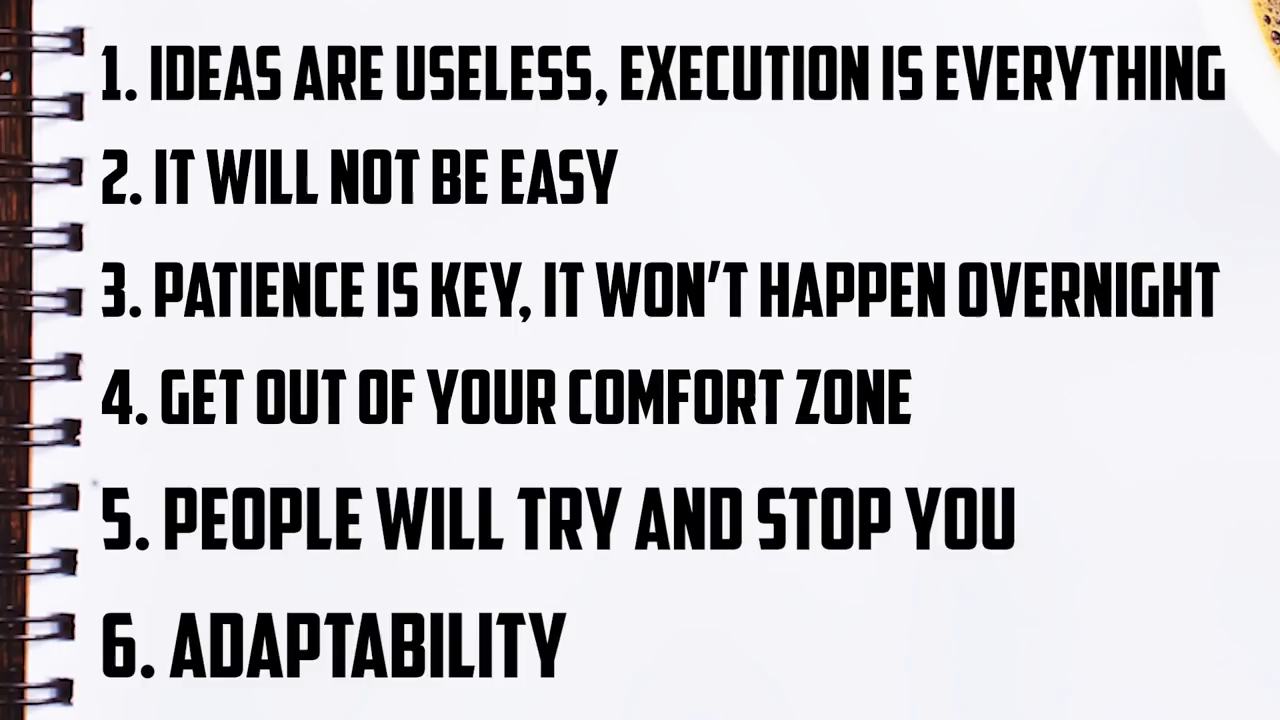 1. IDEAS ARE USELESS, EXECUTION IS EVERYTHING
2. IT WILL NOT BE EASY
3. PATIENCE IS KEY, IT WON'T HAPPEN OVERNIGHT
4. GET OUT OF YOUR COMFORT ZONE
5. PEOPLE WILL TRY AND STOP YOU
6. ADAPTABILITY